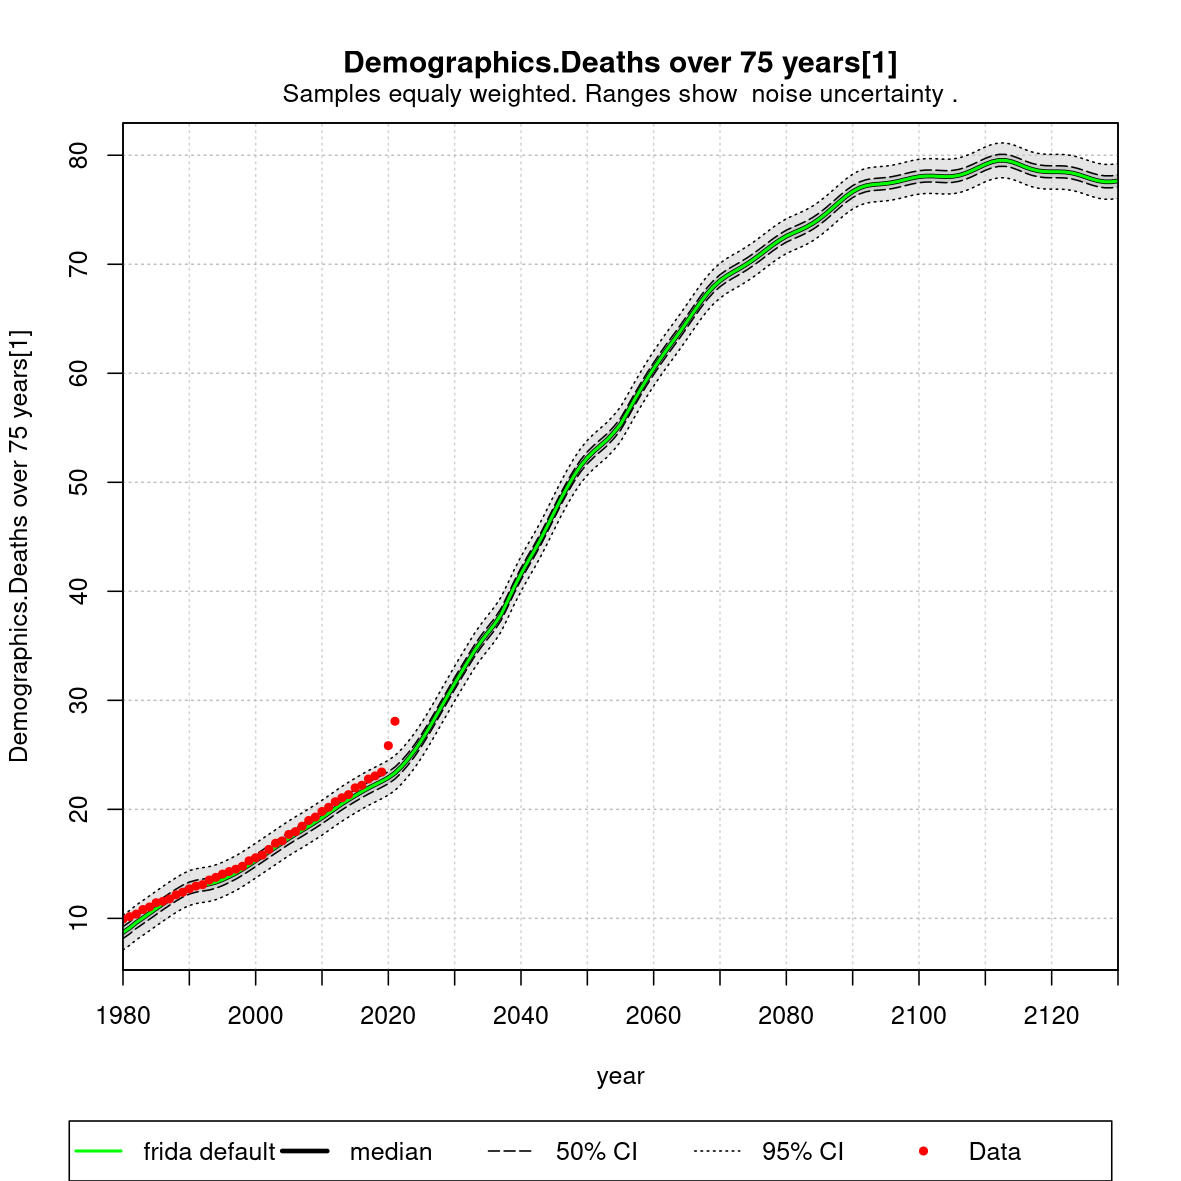 Demographics.Deaths over 75 years[1]
Samples equaly weighted. Ranges show  noise uncertainty .
Demographics.Deaths over 75 years[1]
80
70
60
50
40
30
20
10
1980 2000 2020 2040 2060 2080 2100 2120
year
frida default median 50% CI 95% CI Data